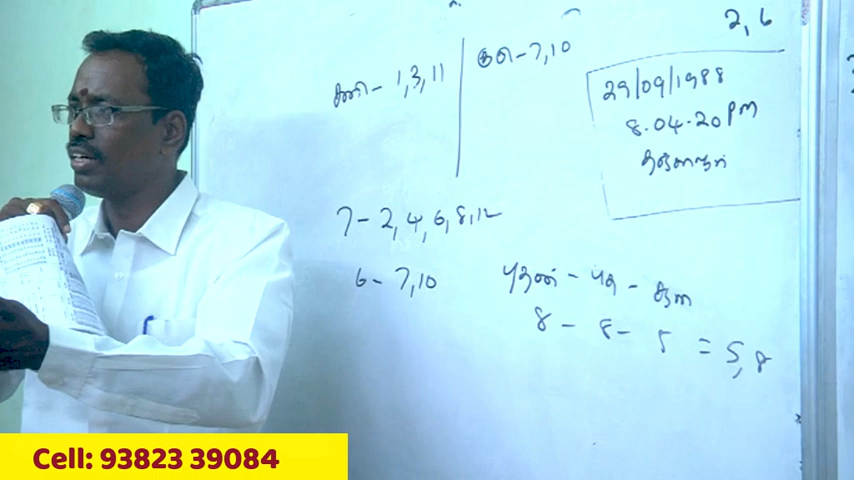 2, 6
சனி - 1, 3, 11
குரு - 7, 10
29/09/1988
8.04.20 pm
தஞ்சாவூர்
7 - 2, 4, 6, 8, 12
6 - 7, 10
புதன் - புத -
8 - 8 - 5 = 5, 8
Cell: 93823 39084